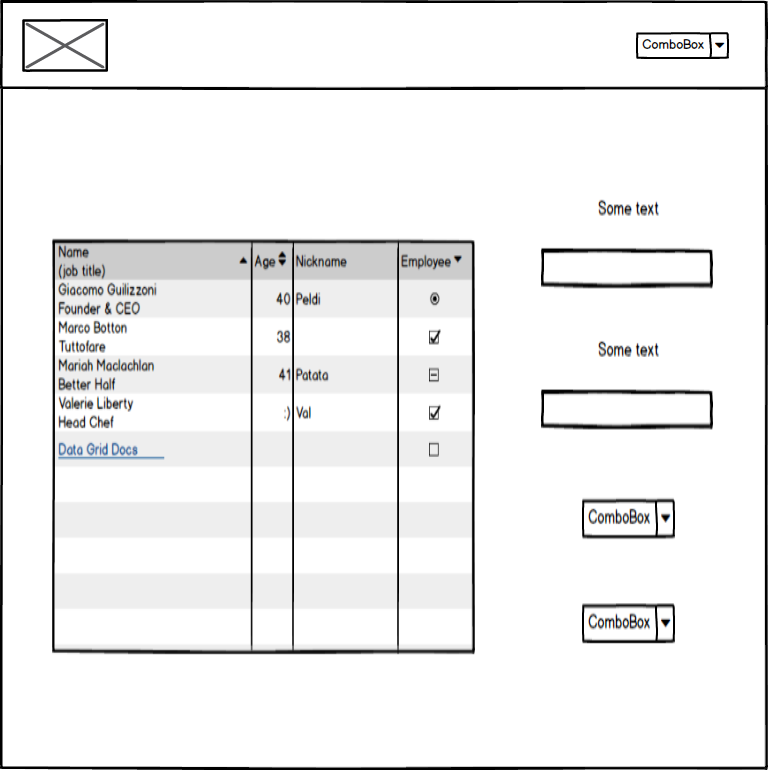 ComboBox
Some text
Name
(job title)
Age
Nickname
Employee
Giacomo Guilizzoni
Founder & CEO
40
Peldi
Marco Botton
Tuttofare
38
Mariah Maclachlan
Better Half
41
Patata
Valerie Liberty
Head Chef
:)
Val
Data Grid Docs
Some text
ComboBox
ComboBox